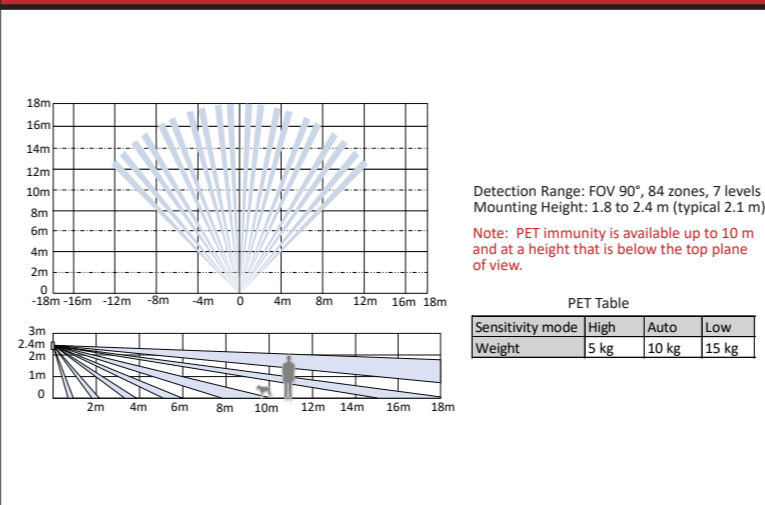 18m
16m
14m
12m
10m
8m
6m
4m
2m
0
-18m -16m -12m -8m -4m 0 4m 8m 12m 16m 18m
3m
2.4m
2m
1m
0
2m 4m 6m 8m 10m 12m 14m 16m 18m
Detection Range: FOV 90°, 84 zones, 7 levels
Mounting Height: 1.8 to 2.4 m (typical 2.1 m)
Note: PET immunity is available up to 10 m
and at a height that is below the top plane
of view.
PET Table
Sensitivity mode High Auto Low
Weight 5 kg 10 kg 15 kg